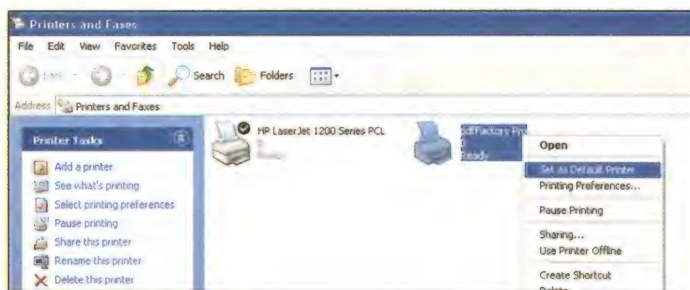 Printers and Faxes
File Edit View Favorites Tools Help
Search Folders
Address Printers and Faxes
Printer Tasks
Add a printer
See what's printing
Select printing preferences
Pause printing
Share this printer
Rename this printer
Delete this printer
HP LaserJet 1200 Series PCL
0
Ready
pdfFactory Pro
0
Ready
Open
Set as Default Printer
Printing Preferences...
Pause Printing
Sharing...
Use Printer Offline
Create Shortcut